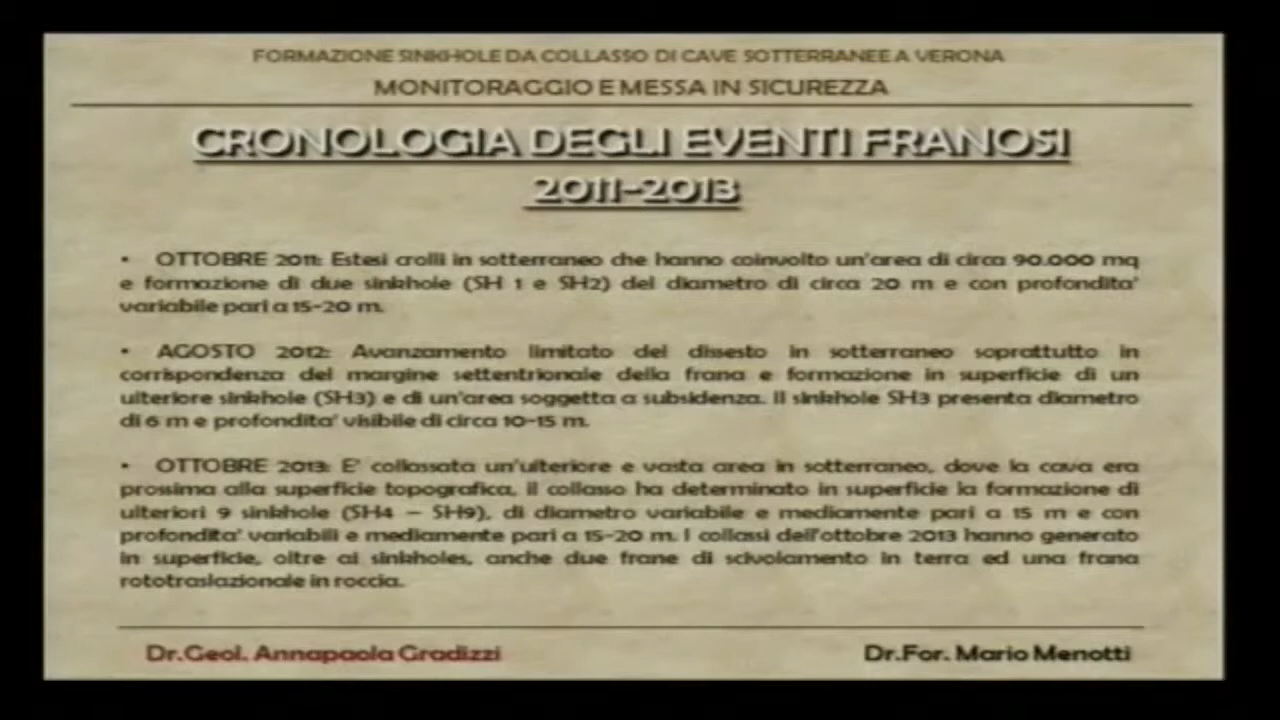 FORMAZIONE SINKHOLE DA COLLASSO DI CAVE SOTTERRANEE A VERONA
MONITORAGGIO E MESSA IN SICUREZZA
CRONOLOGIA DEGLI EVENTI FRANOSI
2011-2013
• OTTOBRE 2011: Estesi crolli in sotterraneo che hanno coinvolto un'area di circa 90.000 mq
e formazione di due sinkhole (SH 1 e SH2) del diametro di circa 20 m e con profondita'
variabile pari a 15-20 m.
• AGOSTO 2012: Avanzamento limitato del dissesto in sotterraneo soprattutto in
corrispondenza del margine settentrionale della frana e formazione in superficie di un
ulteriore sinkhole (SH3) e di un'area soggetta a subsidenza. Il sinkhole SH3 presenta diametro
di 6 m e profondita' visibile di circa 10-15 m.
• OTTOBRE 2013: E' collassata un'ulteriore e vasta area in sotterraneo, dove la cava era
prossima alla superficie topografica, il collasso ha determinato in superficie la formazione di
ulteriori 9 sinkhole (SH4 – SH9), di diametro variabile e mediamente pari a 15 m e con
profondita' variabili e mediamente pari a 15-20 m. I collassi dell'ottobre 2013 hanno generato
in superficie, oltre ai sinkholes, anche due frane di scivolamento in terra ed una frana
rototraslazionale in roccia.
Dr.Geol. Annapaola Gradizzi
Dr.For. Mario Menotti